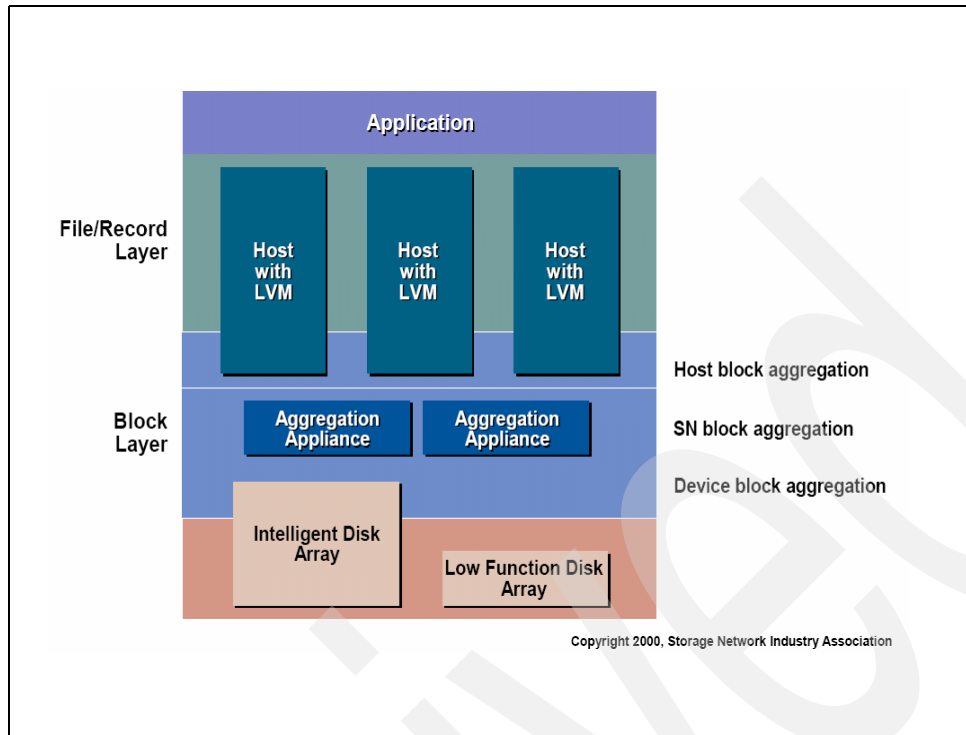 Application
File/Record
Layer
Host
with
LVM
Host
with
LVM
Host
with
LVM
Host block aggregation
Block
Layer
Aggregation
Appliance
Aggregation
Appliance
SN block aggregation
Device block aggregation
Intelligent Disk
Array
Low Function Disk
Array
Copyright 2000, Storage Network Industry Association